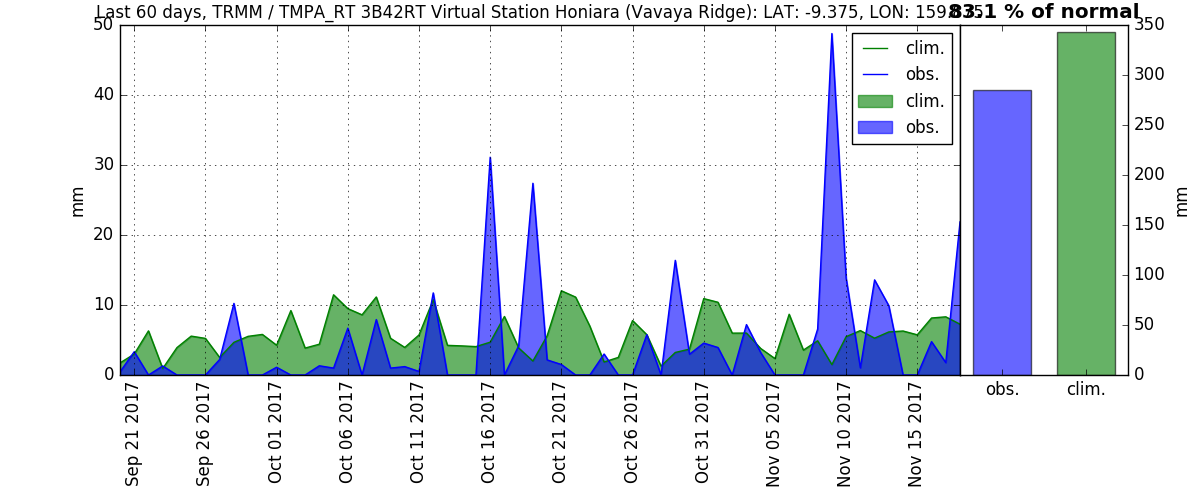 Last 60 days, TRMM / TMPA_RT 3B42RT Virtual Station Honiara (Vavaya Ridge): LAT: -9.375, LON:
83.1 % of normal
50
40
30
20
10
0
mm
clim.
obs.
clim.
obs.
350
300
250
200
150
100
50
0
mm
Sep 21 2017
Sep 26 2017
Oct 01 2017
Oct 06 2017
Oct 11 2017
Oct 16 2017
Oct 21 2017
Oct 26 2017
Oct 31 2017
Nov 05 2017
Nov 10 2017
Nov 15 2017
obs.
clim.